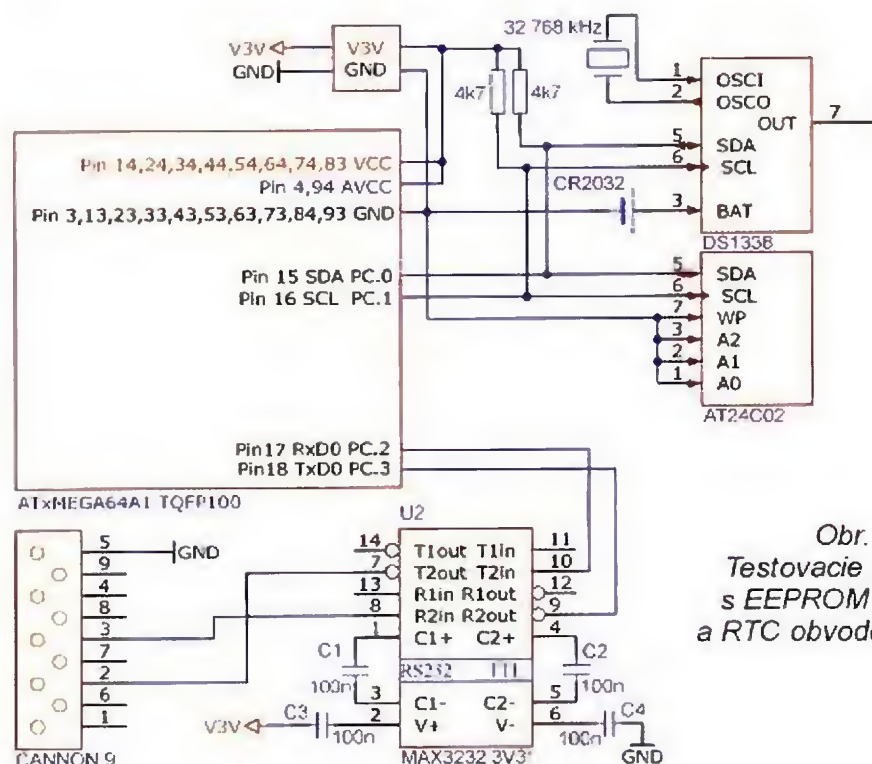 32 768 kHz
V3V
V3V
GND
GND
4k7
4k7
1
OSCI
2
OSCO
OUT
7
5
SDA
6
SCL
3
BAT
CR2032
DS1338
Pin 14,24,34,44,54,64,74,83 VCC
Pin 4,94 AVCC
Pin 3,13,23,33,43,53,63,73,84,93 GND
Pin 15 SDA PC.0
Pin 16 SCL PC.1
5
SDA
6
SCL
7
WP
3
A2
2
A1
1
A0
AT24C02
Pin17 RxD0 PC.2
Pin18 TxD0 PC.3
ATxMEGA64A1 TQFP100
U2
5
GND
9
4
8
3
7
2
6
1
CANNON 9
14
T1out T1in
11
7
T2out T2in
10
13
R1in R1out
12
8
R2in R2out
9
1
C1+ C2+
4
RS232
C1
100n
C2
100n
3
C1- C2-
5
2
V+ V-
6
V3V
C3
100n
C4
100n
GND
MAX3232 3V3
Obr.
Testovacie
s EEPROM
a RTC